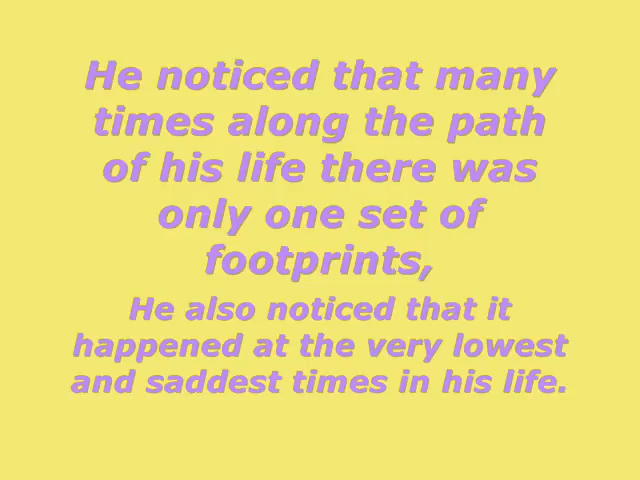 He noticed that many
times along the path
of his life there was
only one set of
footprints,
He also noticed that it
happened at the very lowest
and saddest times in his life.